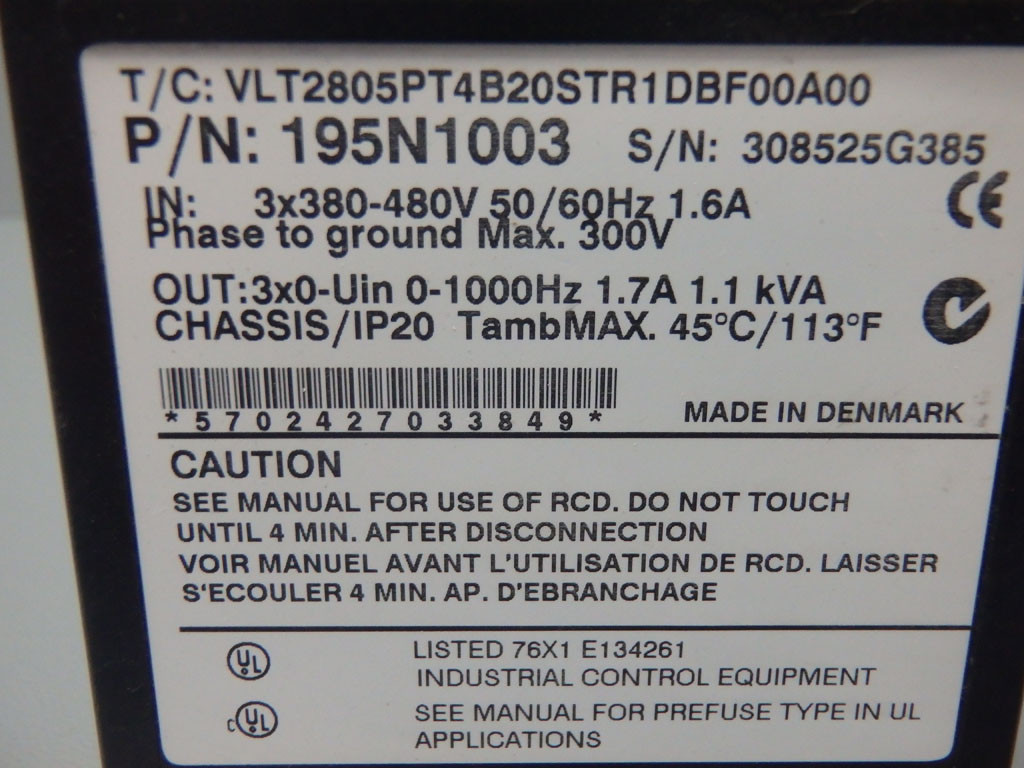 T/C: VLT2805PT4B20STR1DBF00A00
P/N: 195N1003 S/N: 308525G385
IN: 3x380-480V 50/60Hz 1.6A
Phase to ground Max. 300V
CE
OUT:3x0-Uin 0-1000Hz 1.7A 1.1 kVA
CHASSIS/IP20 TambMAX. 45°C/113°F
*5702427033849*
MADE IN DENMARK
CAUTION
SEE MANUAL FOR USE OF RCD. DO NOT TOUCH
UNTIL 4 MIN. AFTER DISCONNECTION
VOIR MANUEL AVANT L'UTILISATION DE RCD. LAISSER
S'ECOULER 4 MIN. AP. D'EBRANCHAGE
UL LISTED 76X1 E134261
INDUSTRIAL CONTROL EQUIPMENT
c UL SEE MANUAL FOR PREFUSE TYPE IN UL
APPLICATIONS